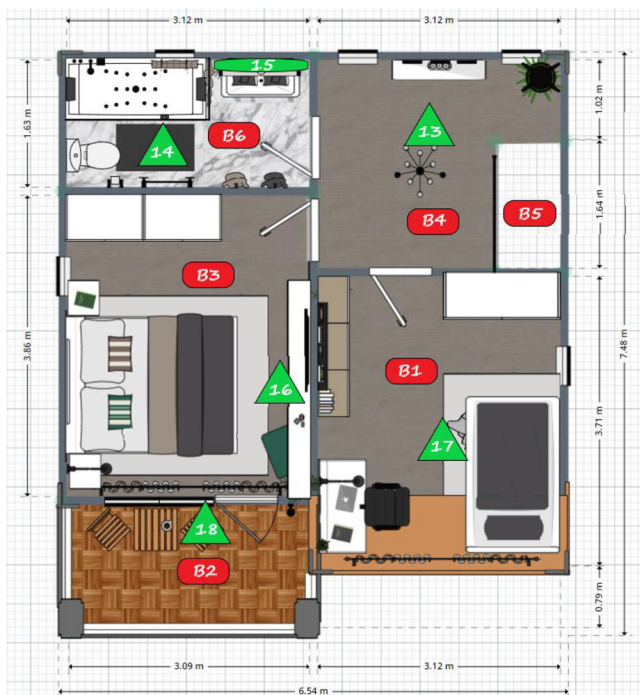 3.12 m
3.12 m
15
B6
14
13
B4
B5
1.63 m
1.02 m
1.64 m
B3
B1
16
17
3.86 m
3.71 m
7.48 m
18
B2
0.79 m
3.09 m
3.12 m
6.54 m